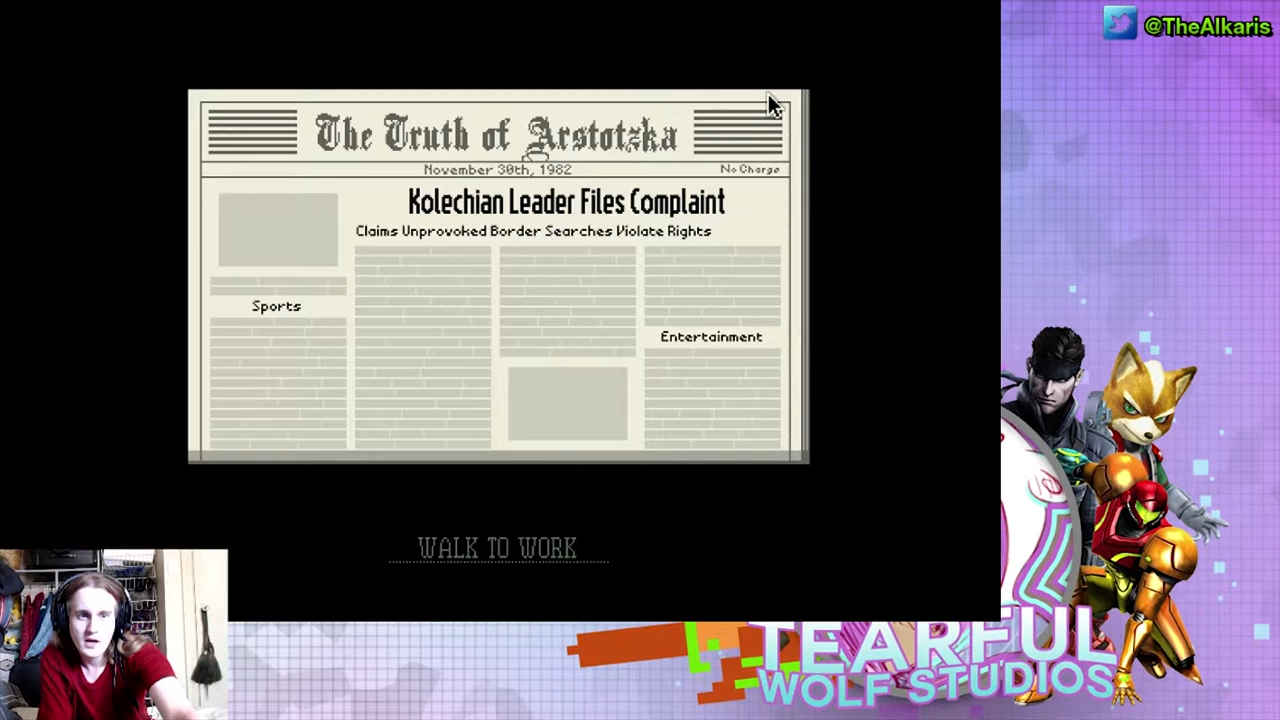 @TheAlkaris
The Truth of Arstotzka
November 30th, 1982
No Charge
Kolechian Leader Files Complaint
Claims Unprovoked Border Searches Violate Rights
Sports
Entertainment
WALK TO WORK
TEARFUL
WOLF STUDIOS